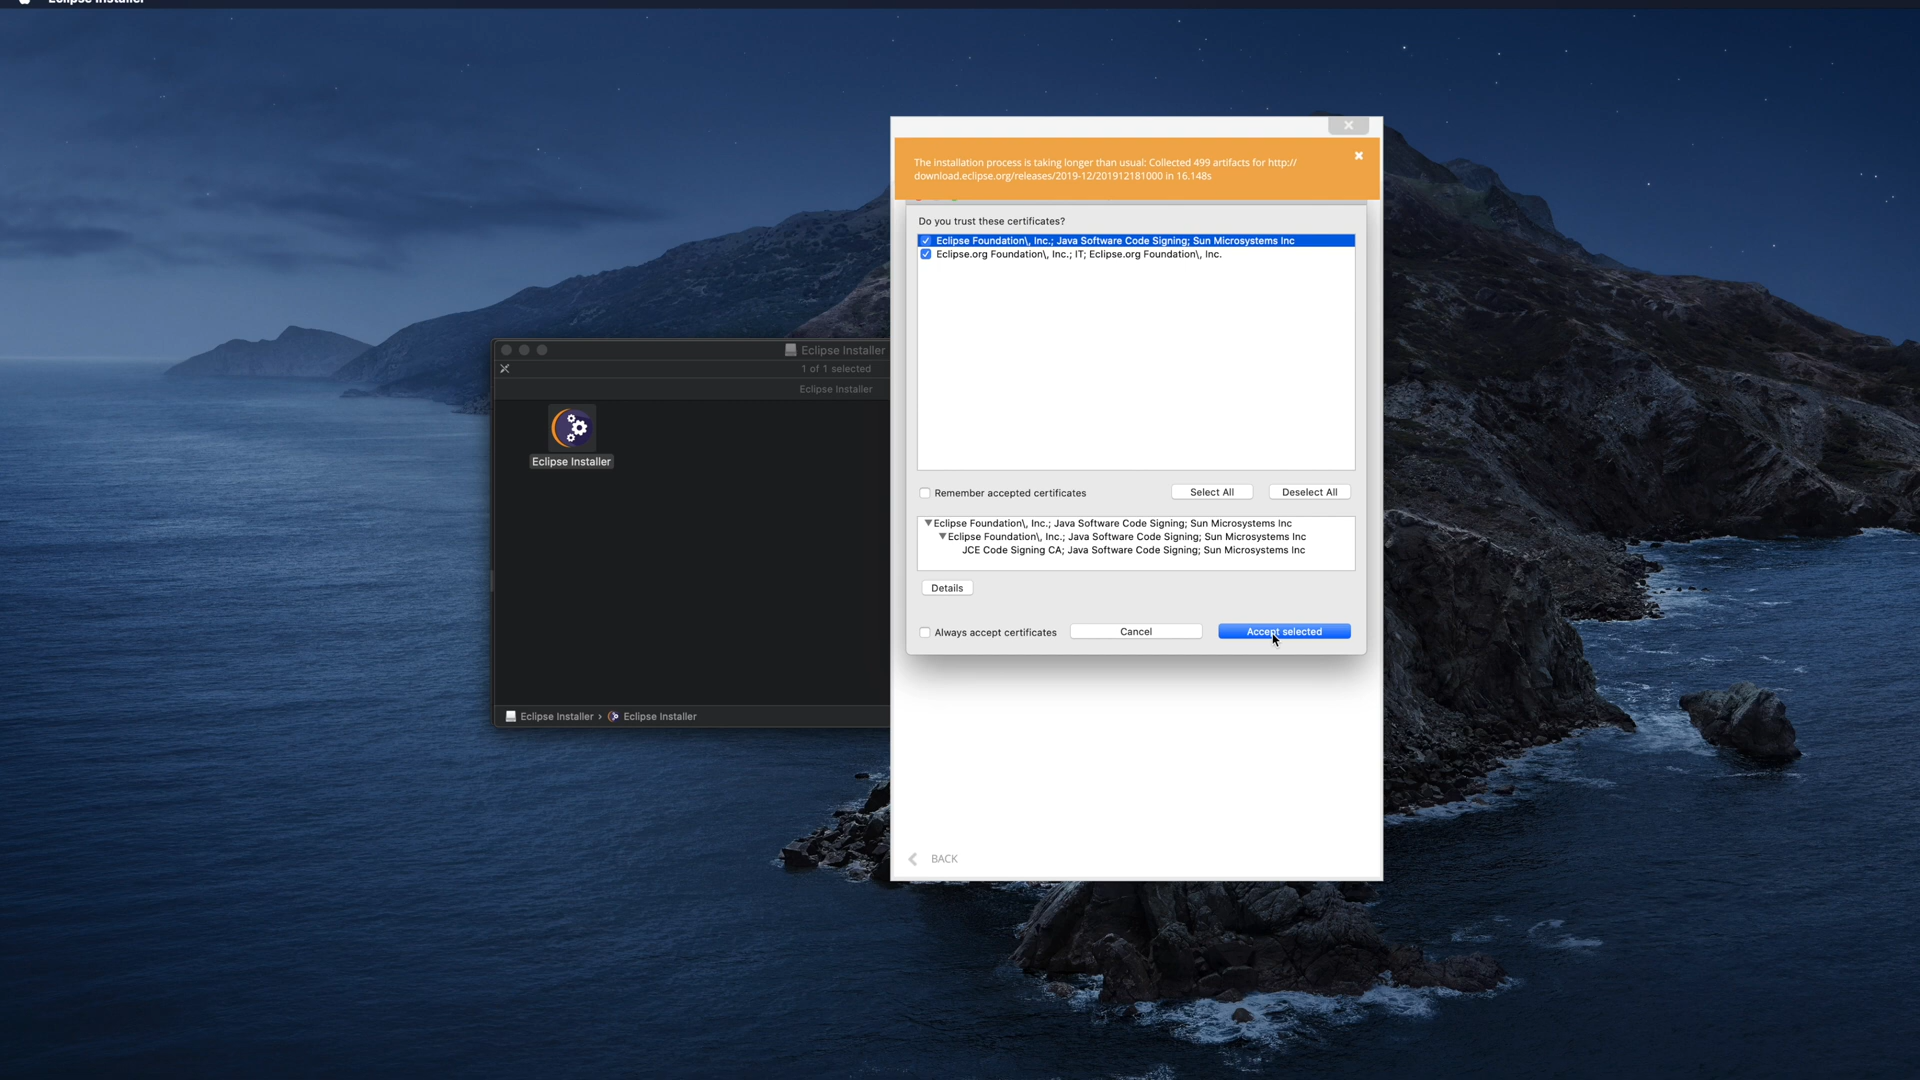 Eclipse Installer
The installation process is taking longer than usual: Collected 499 artifacts for http://
download.eclipse.org/releases/2019-12/201912181000 in 16.148s
Do you trust these certificates?
Eclipse Foundation\, Inc.; Java Software Code Signing; Sun Microsystems Inc
Eclipse.org Foundation\, Inc.; IT; Eclipse.org Foundation\, Inc.
Remember accepted certificates
Select All
Deselect All
Eclipse Foundation\, Inc.; Java Software Code Signing; Sun Microsystems Inc
Eclipse Foundation\, Inc.; Java Software Code Signing; Sun Microsystems Inc
JCE Code Signing CA; Java Software Code Signing; Sun Microsystems Inc
Details
Always accept certificates
Cancel
Accept selected
BACK
Eclipse Installer
1 of 1 selected
Eclipse Installer
Eclipse Installer
Eclipse Installer › Eclipse Installer